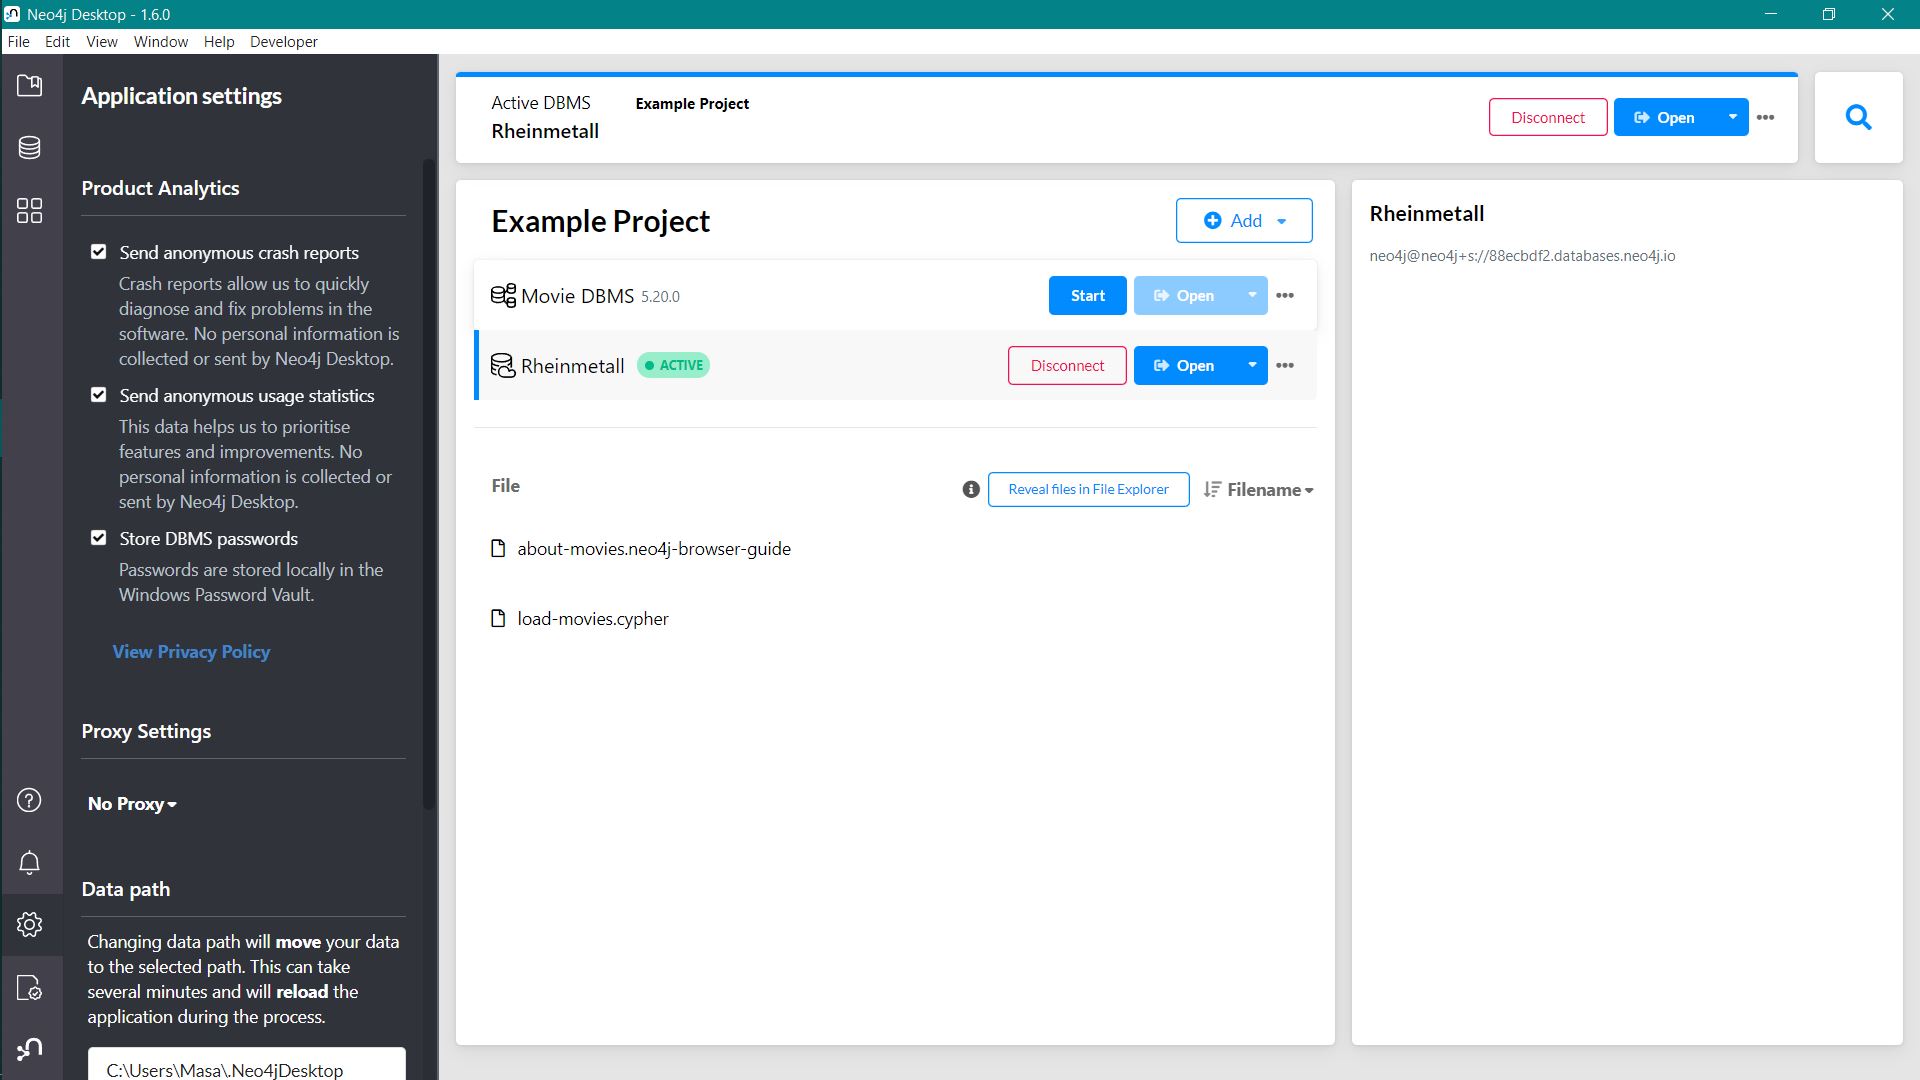 Neo4j Desktop - 1.6.0
File Edit View Window Help Developer
Application settings
Product Analytics
Send anonymous crash reports
Crash reports allow us to quickly
diagnose and fix problems in the
software. No personal information is
collected or sent by Neo4j Desktop.
Send anonymous usage statistics
This data helps us to prioritise
features and improvements. No
personal information is collected or
sent by Neo4j Desktop.
Store DBMS passwords
Passwords are stored locally in the
Windows Password Vault.
View Privacy Policy
Proxy Settings
No Proxy
Data path
Changing data path will move your data
to the selected path. This can take
several minutes and will reload the
application during the process.
C:\Users\Masa\.Neo4jDesktop
Active DBMS Example Project
Rheinmetall
Disconnect Open
Example Project
Add
Movie DBMS 5.20.0 Start Open
Rheinmetall ACTIVE Disconnect Open
File Reveal files in File Explorer Filename
about-movies.neo4j-browser-guide
load-movies.cypher
Rheinmetall
neo4j@neo4j+s://88ecbdf2.databases.neo4j.io